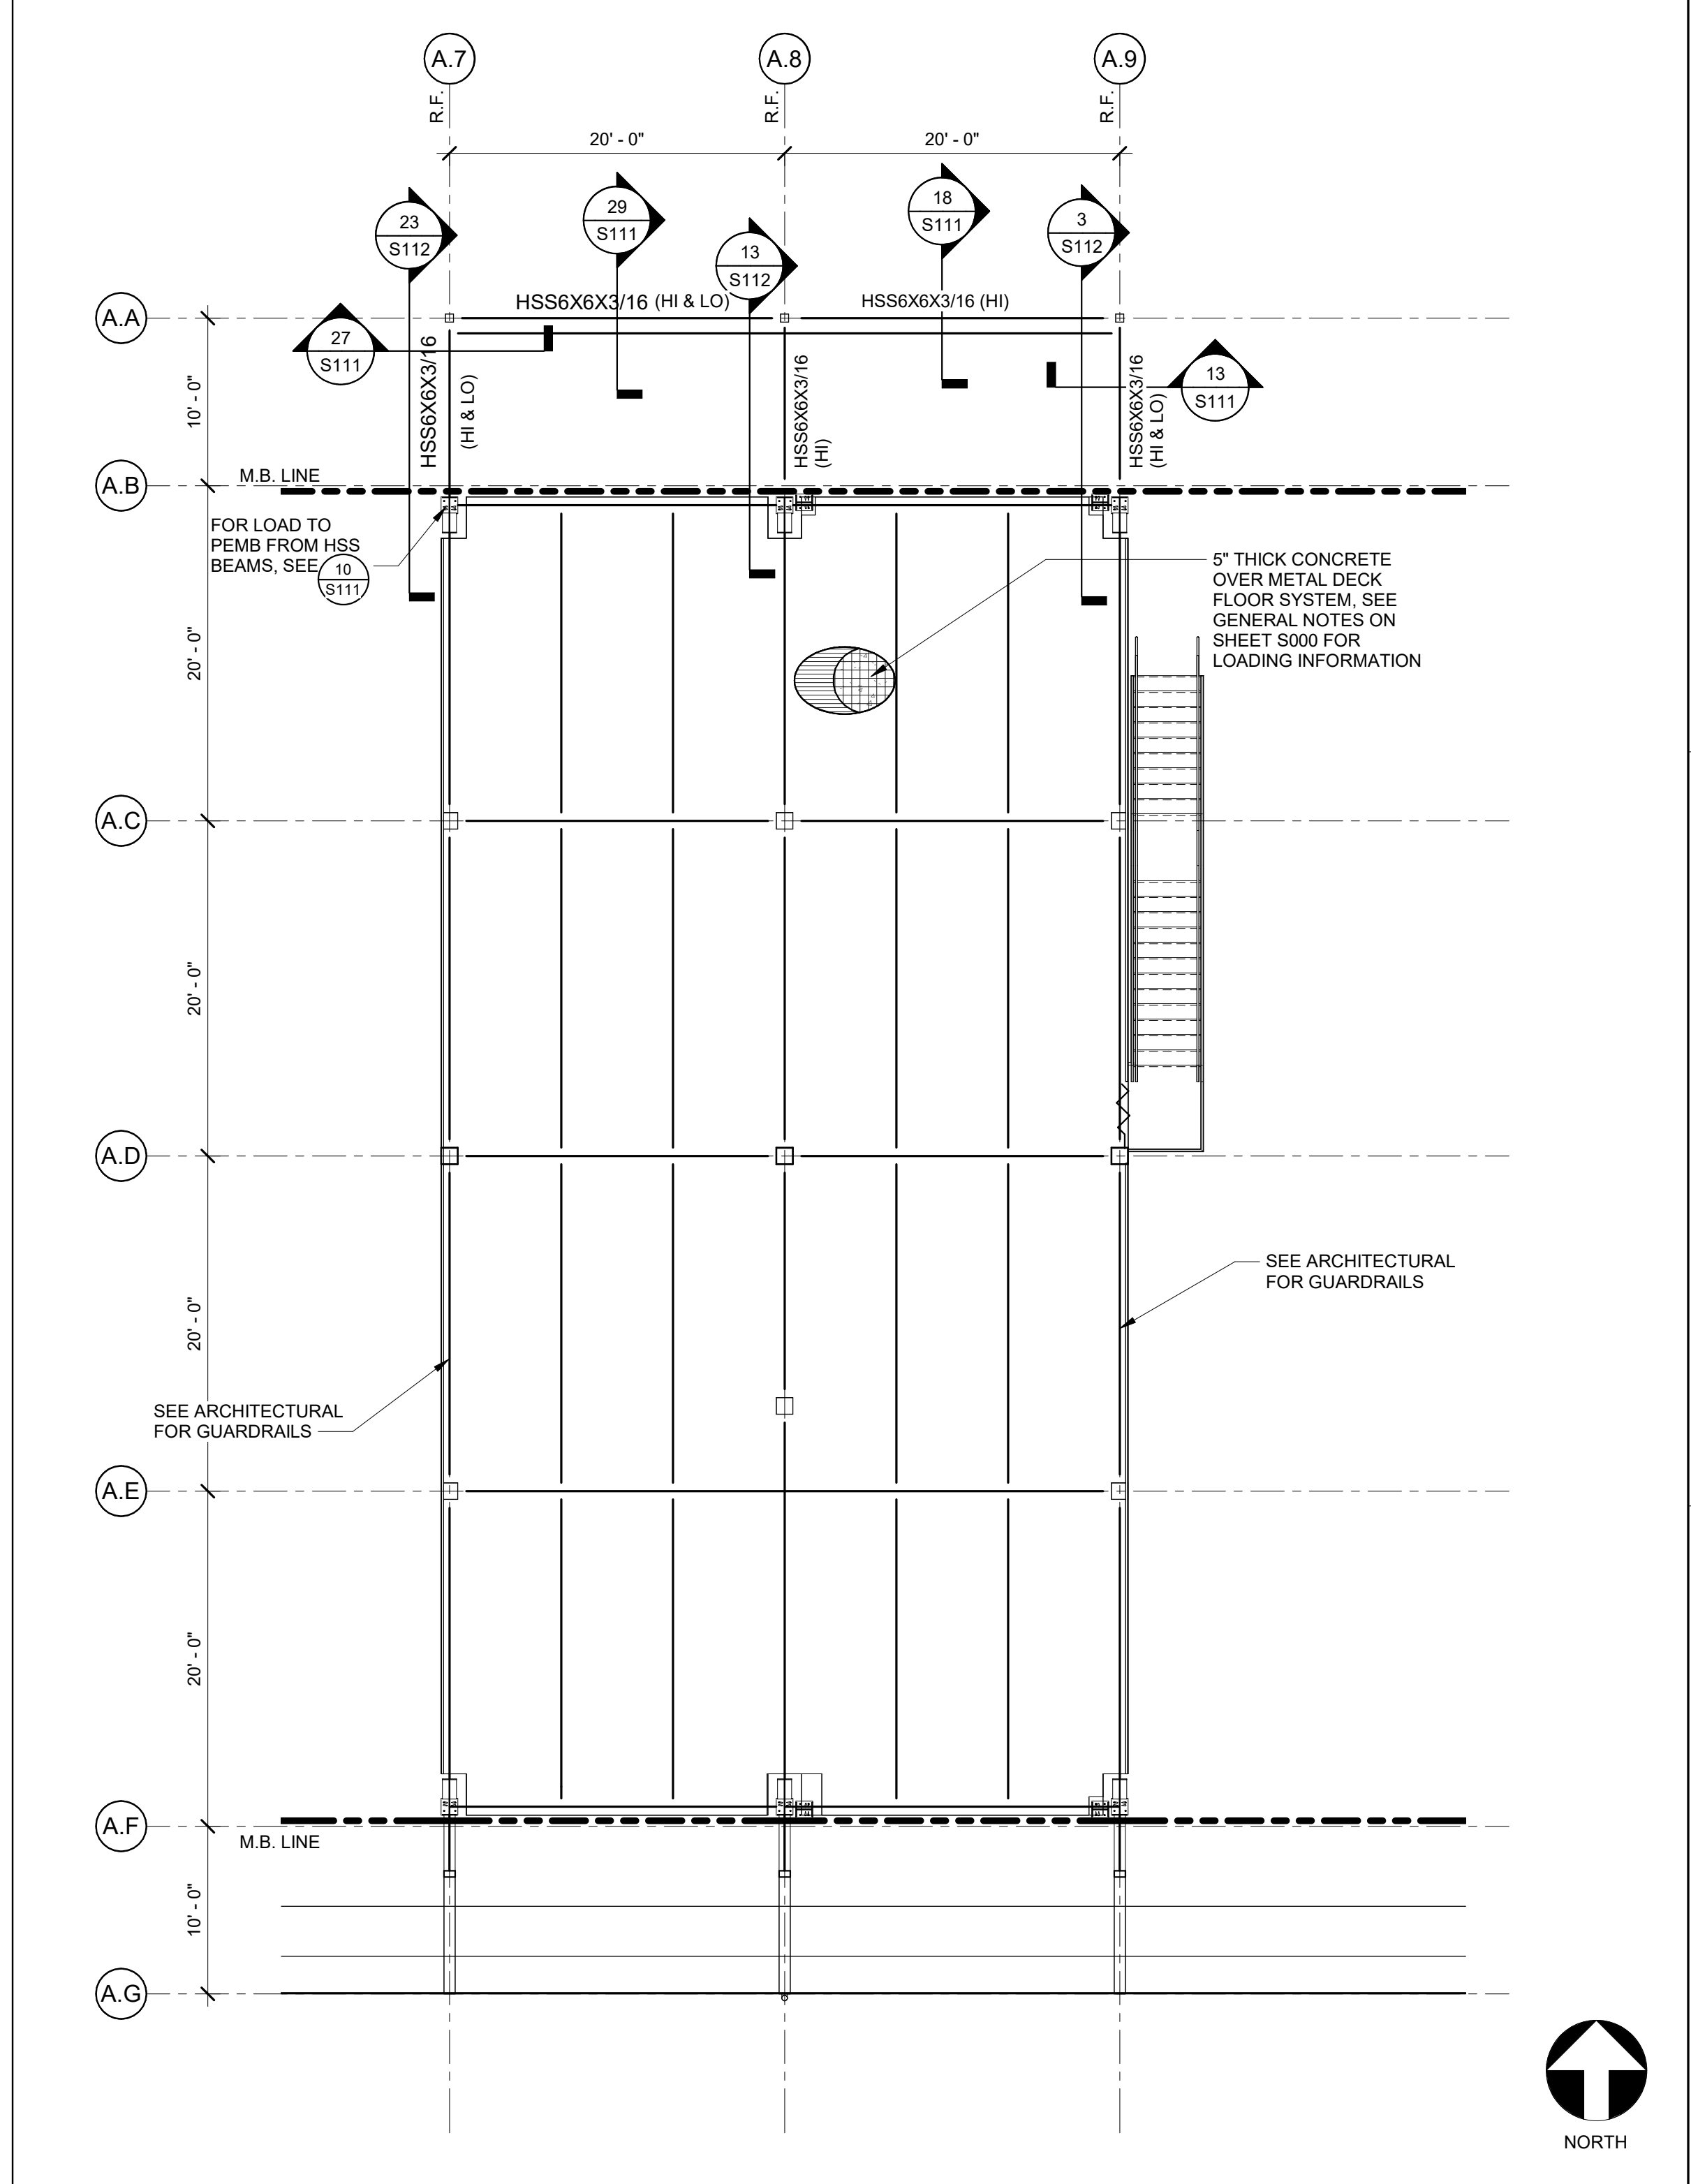 A.7
A.8
A.9
R.F.
R.F.
R.F.
20' - 0"
20' - 0"
23
S112
29
S111
13
S112
18
S111
3
S112
A.A
HSS6X6X3/16 (HI & LO)
HSS6X6X3/16 (HI)
27
S111
13
S111
10' - 0"
HSS6X6X3/16
(HI & LO)
HSS6X6X3/16
(HI)
HSS6X6X3/16
(HI & LO)
A.B
M.B. LINE
FOR LOAD TO
PEMB FROM HSS
BEAMS, SEE
10
S111
5" THICK CONCRETE
OVER METAL DECK
FLOOR SYSTEM, SEE
GENERAL NOTES ON
SHEET S000 FOR
LOADING INFORMATION
20' - 0"
A.C
20' - 0"
A.D
SEE ARCHITECTURAL
FOR GUARDRAILS
20' - 0"
SEE ARCHITECTURAL
FOR GUARDRAILS
A.E
20' - 0"
A.F
M.B. LINE
10' - 0"
A.G
NORTH